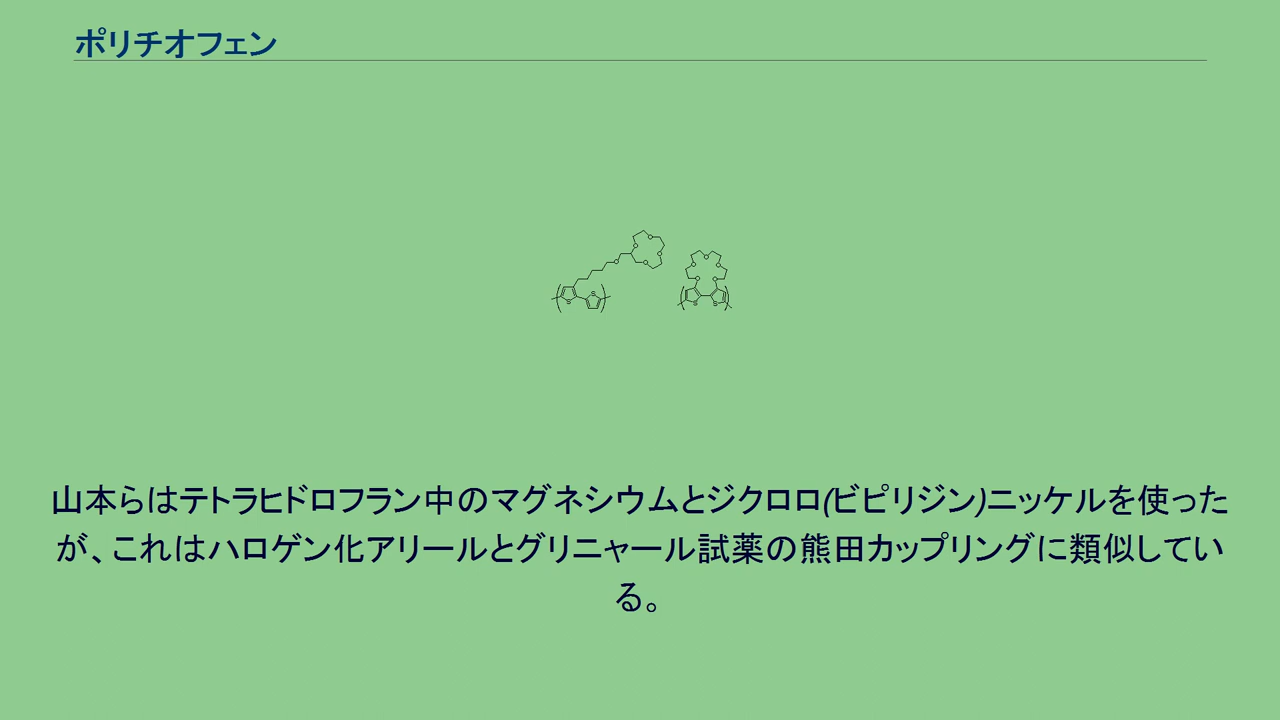 ポリチオフェン
山本らはテトラヒドロフラン中のマグネシウムとジクロロ(ビピリジン)ニッケルを使った
が、これはハロゲン化アリールとグリニャール試薬の熊田カップリングに類似してい
る。